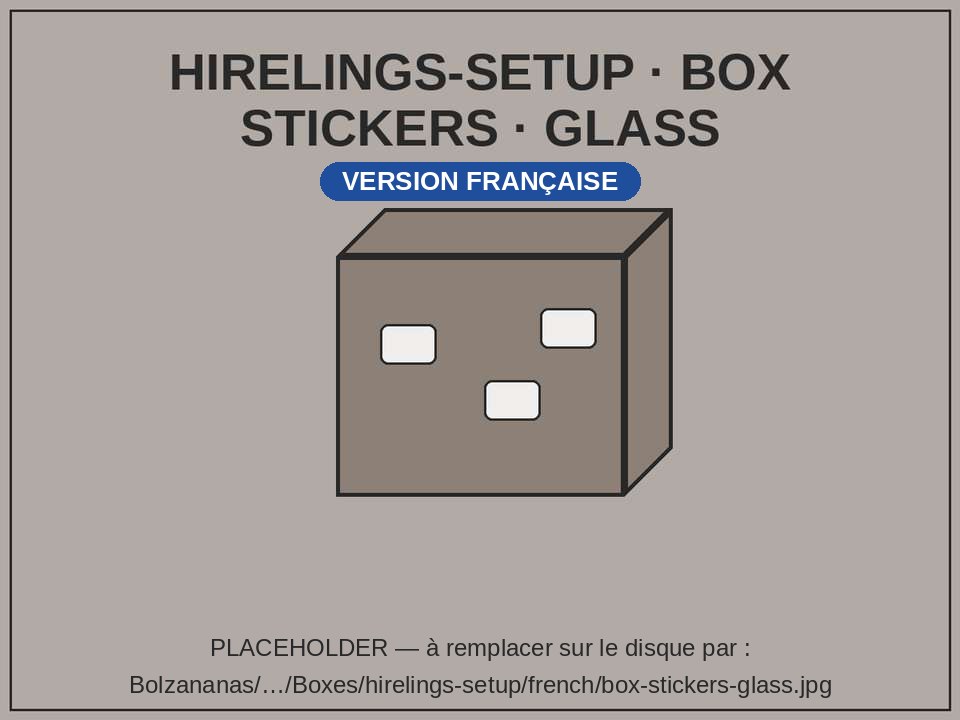 HIRELINGS-SETUP · BOX
STICKERS · GLASS
VERSION FRANÇAISE
PLACEHOLDER — à remplacer sur le disque par :
Bolzananas/…/Boxes/hirelings-setup/french/box-stickers-glass.jpg